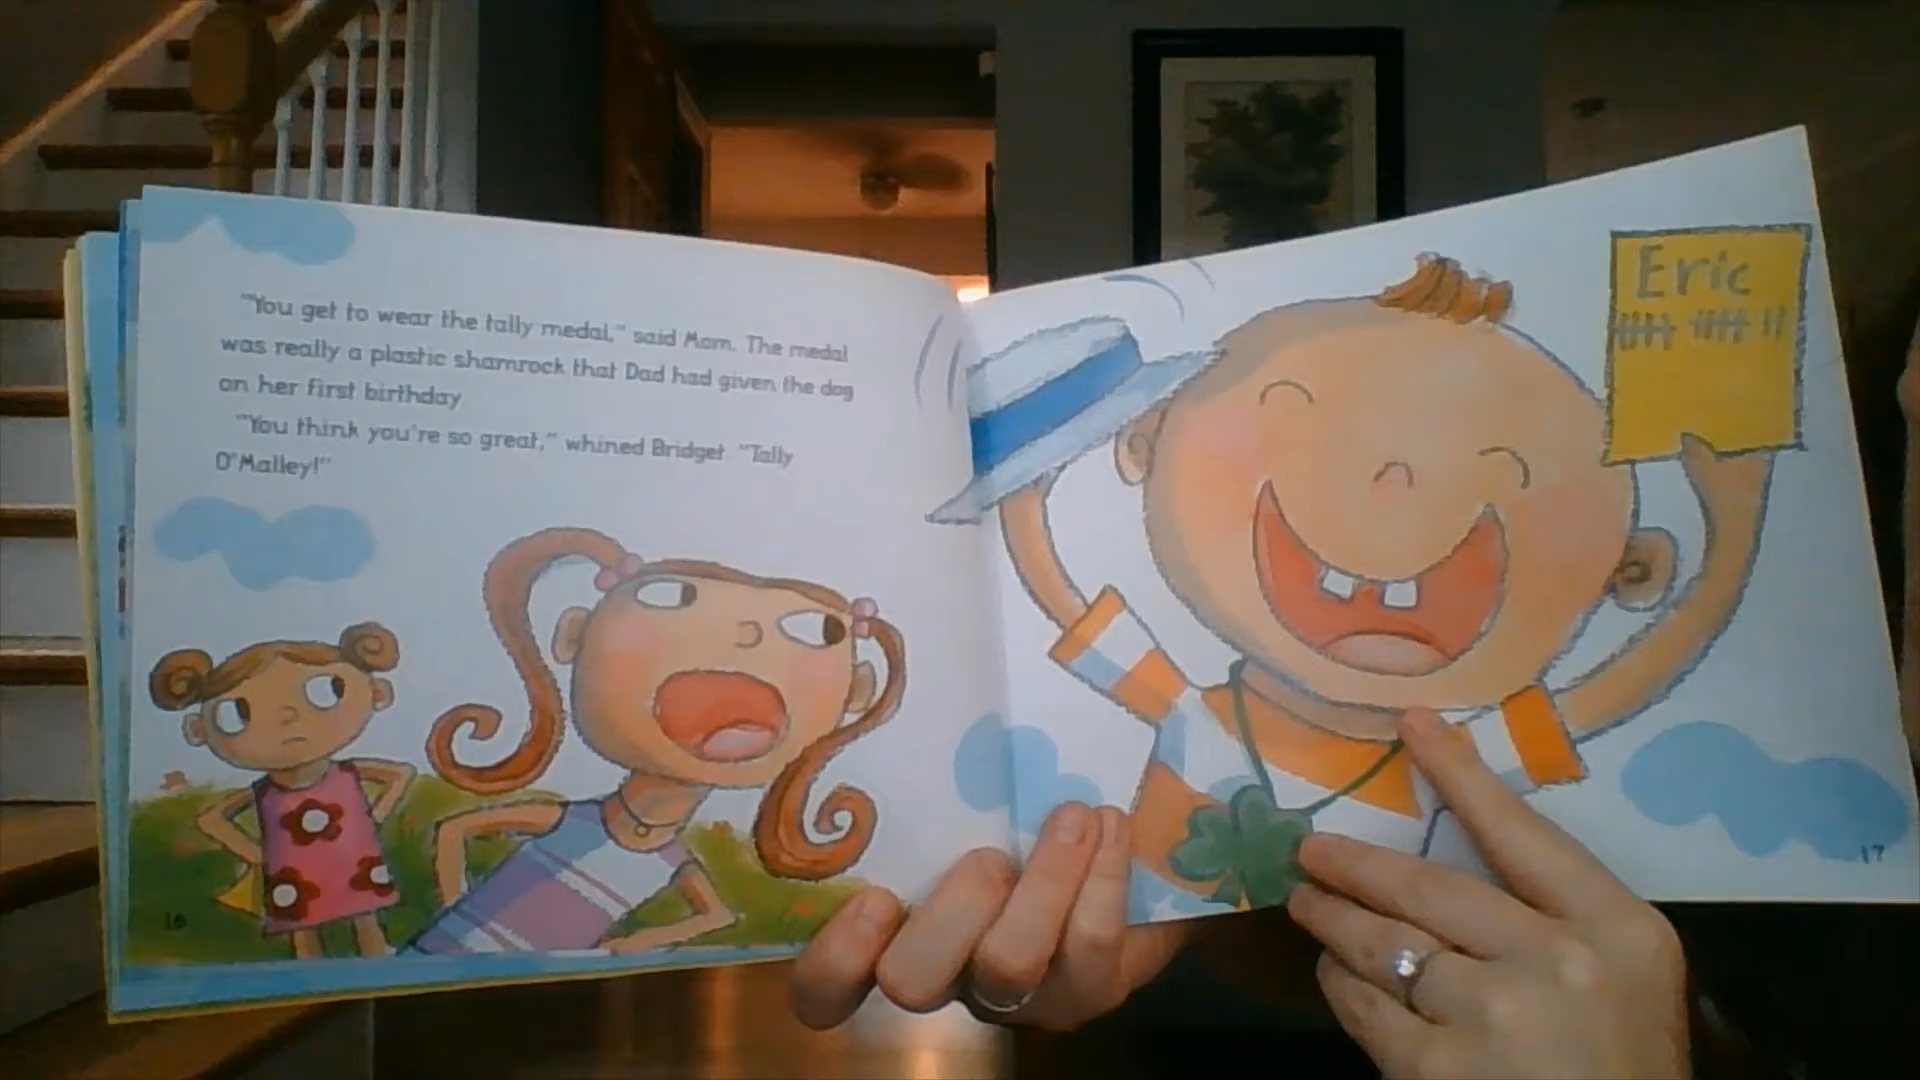 "You get to wear the tally medal," said Mom. The medal
was really a plastic shamrock that Dad had given the dog
on her first birthday.
"You think you're so great," whined Bridget. "Tally
O'Malley!"
16
Eric
17